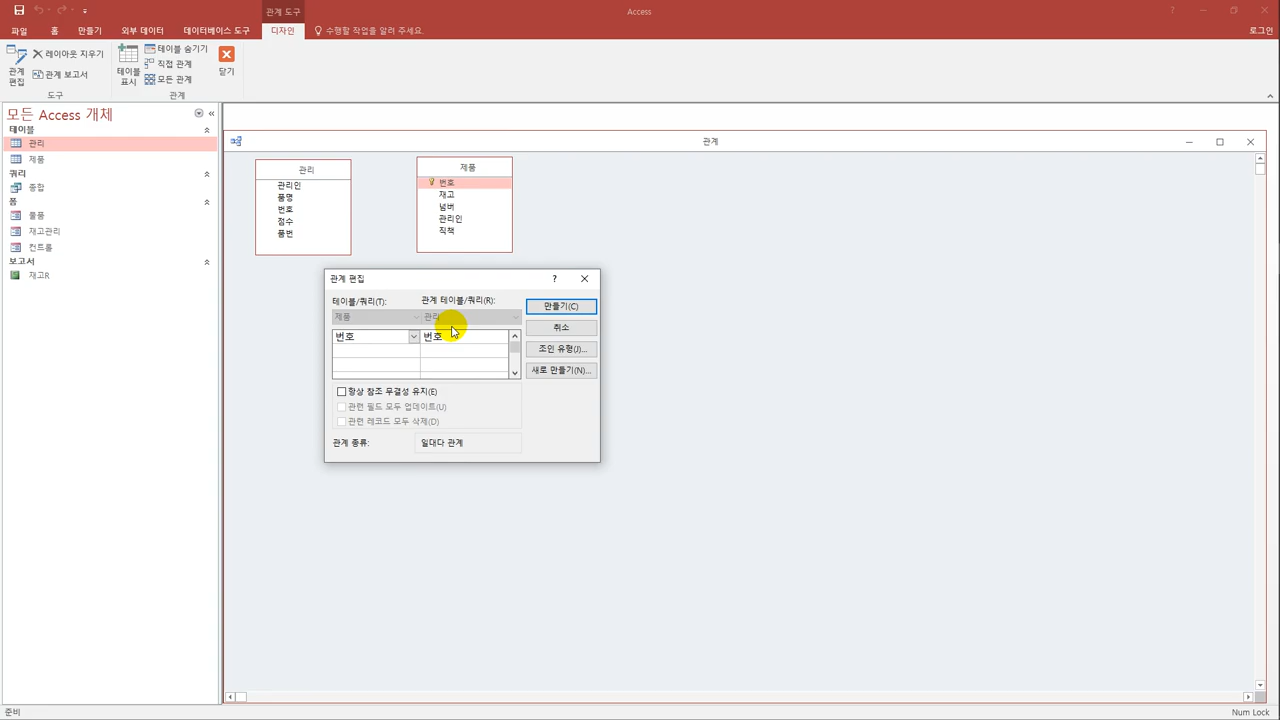 관계 도구
Access
파일
홈
만들기
외부 데이터
데이터베이스 도구
디자인
수행할 작업을 알려 주세요.
로그인
관계 편집
레이아웃 지우기
관계 보고서
도구
테이블 표시
테이블 숨기기
직접 관계
모든 관계
닫기
관계
모든 Access 개체
테이블
관리
제품
쿼리
종합
폼
물품
재고관리
컨트롤
보고서
재고R
관계
관리
관리인
품명
번호
점수
품번
제품
번호
재고
넘버
관리인
직책
관계 편집
테이블/쿼리(T):
관계 테이블/쿼리(R):
제품
관리
번호
번호
만들기(C)
취소
조인 유형(J)...
새로 만들기(N)...
항상 참조 무결성 유지(E)
관련 필드 모두 업데이트(U)
관련 레코드 모두 삭제(D)
관계 종류:
일대다 관계
준비
Num Lock